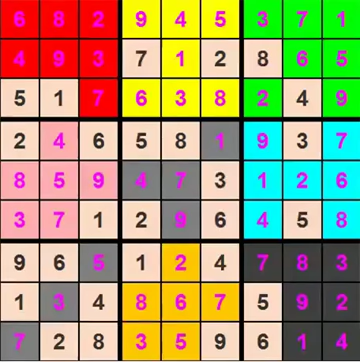 6 8 2 9 4 5 3 7 1
4 9 3 7 1 2 8 6 5
5 1 7 6 3 8 2 4 9
2 4 6 5 8 1 9 3 7
8 5 9 4 7 3 1 2 6
3 7 1 2 9 6 4 5 8
9 6 5 1 2 4 7 8 3
1 3 4 8 6 7 5 9 2
7 2 8 3 5 9 6 1 4